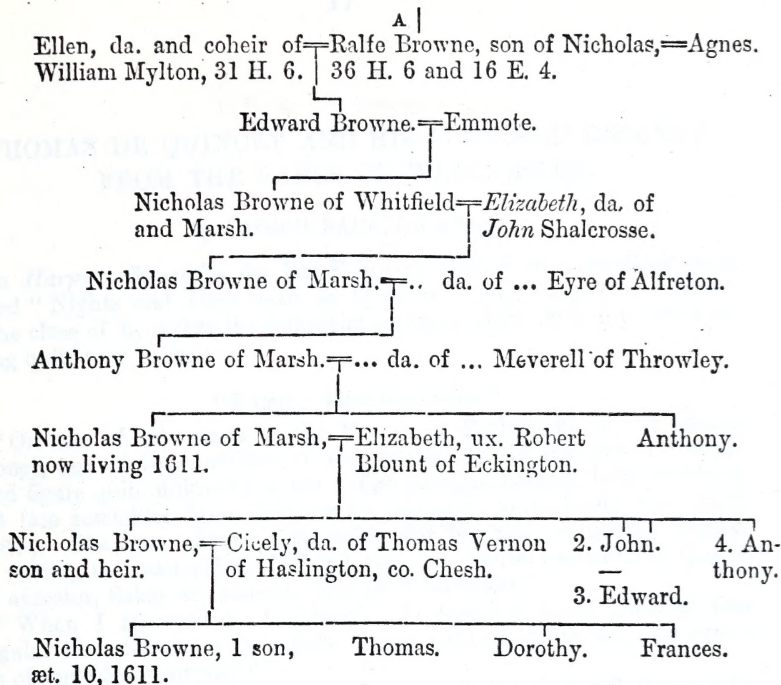 A
Ellen, da. and coheir of=Ralfe Browne, son of Nicholas,=Agnes.
William Mylton, 31 H. 6. 36 H. 6 and 16 E. 4.
Edward Browne.=Emmote.
Nicholas Browne of Whitfield=Elizabeth, da. of
and Marsh. John Shalcrosse.
Nicholas Browne of Marsh.=.. da. of ... Eyre of Alfreton.
Anthony Browne of Marsh.=... da. of ... Meverell of Throwley.
Nicholas Browne of Marsh,=Elizabeth, ux. Robert Anthony.
now living 1611. Blount of Eckington.
Nicholas Browne,=Cicely, da. of Thomas Vernon 2. John. 4. An-
son and heir. of Haslington, co. Chesh. — thony.
3. Edward.
Nicholas Browne, 1 son, Thomas. Dorothy. Frances.
æt. 10, 1611.